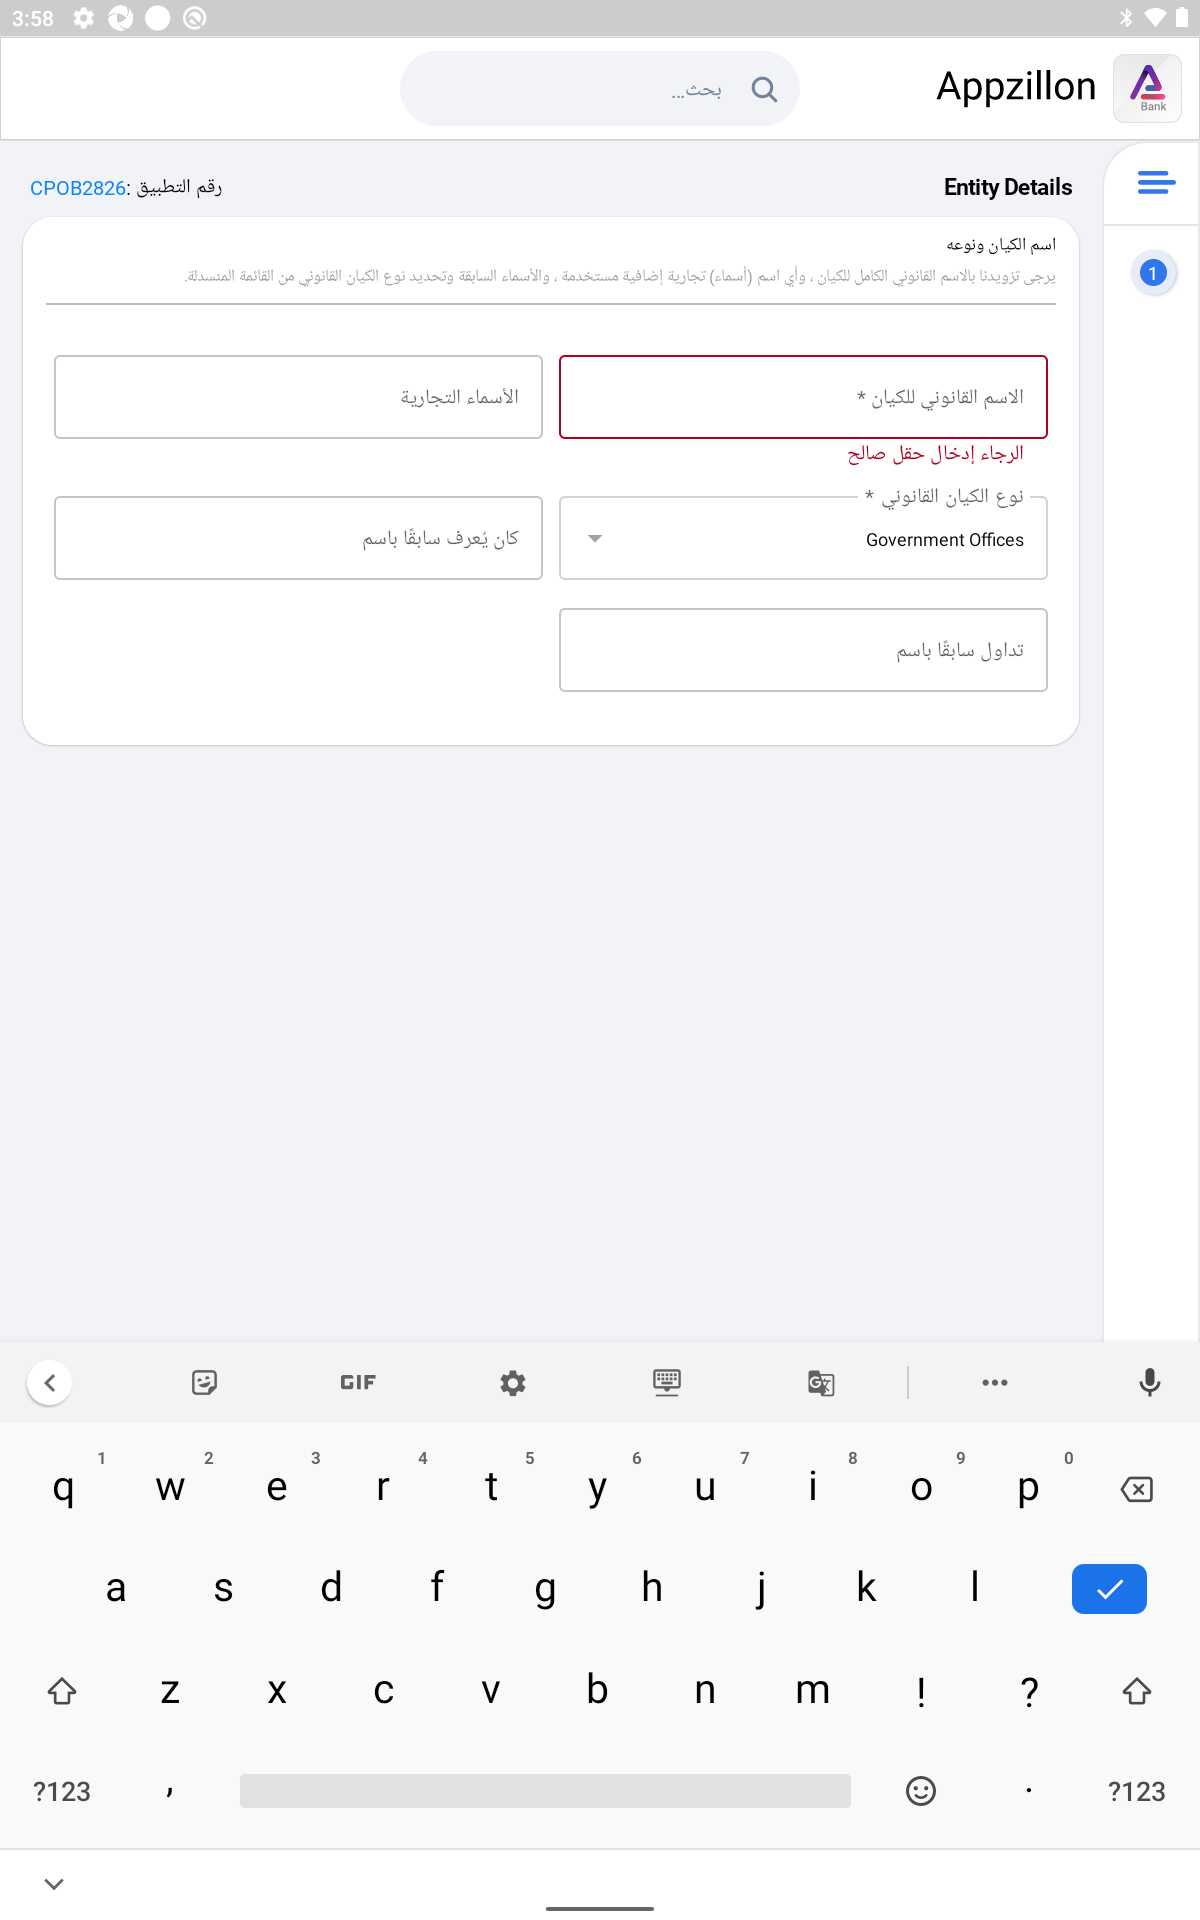 3:58
Appzillon
Bank
بحث...
Entity Details
رقم التطبيق :CPOB2826
1
اسم الكيان ونوعه
يرجى تزويدنا بالاسم القانوني الكامل للكيان ، وأي اسم (أسماء) تجارية إضافية مستخدمة ، والأسماء السابقة وتحديد نوع الكيان القانوني من القائمة المنسدلة.
الاسم القانوني للكيان *
الأسماء التجارية
الرجاء إدخال حقل صالح
نوع الكيان القانوني *
Government Offices
كان يُعرف سابقًا باسم
تداول سابقًا باسم
GIF
1 2 3 4 5 6 7 8 9 0
q w e r t y u i o p
a s d f g h j k l
z x c v b n m ! ?
?123 , . ?123